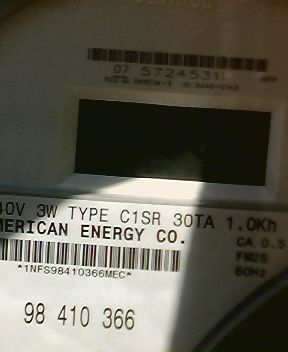 07 5724531
40V 3W TYPE C1SR 30TA 1.0Kh
MERICAN ENERGY CO.
CA 0.5
FM2S
60Hz
*1NFS98410366MEC*
98 410 366